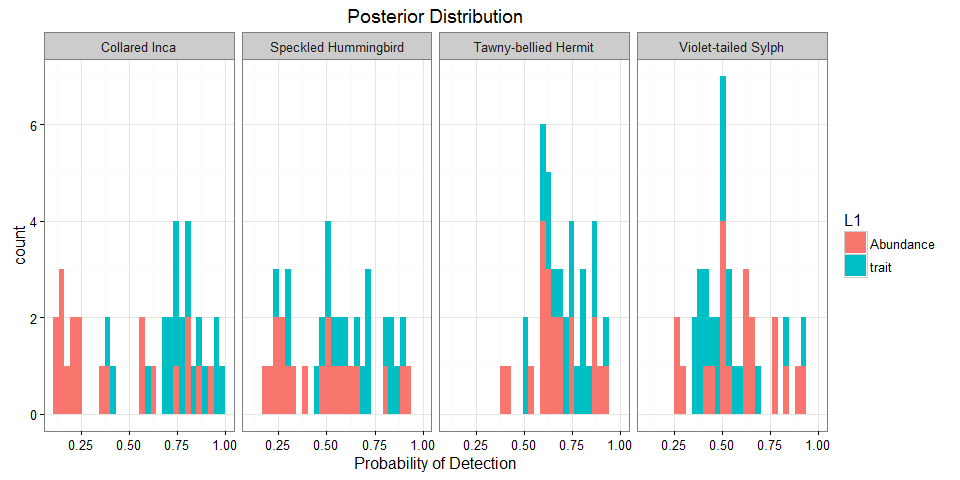 Posterior Distribution
Collared Inca
Speckled Hummingbird
Tawny-bellied Hermit
Violet-tailed Sylph
6
4
2
0
count
0.25 0.50 0.75 1.00
0.25 0.50 0.75 1.00
0.25 0.50 0.75 1.00
0.25 0.50 0.75 1.00
Probability of Detection
L1
Abundance
trait